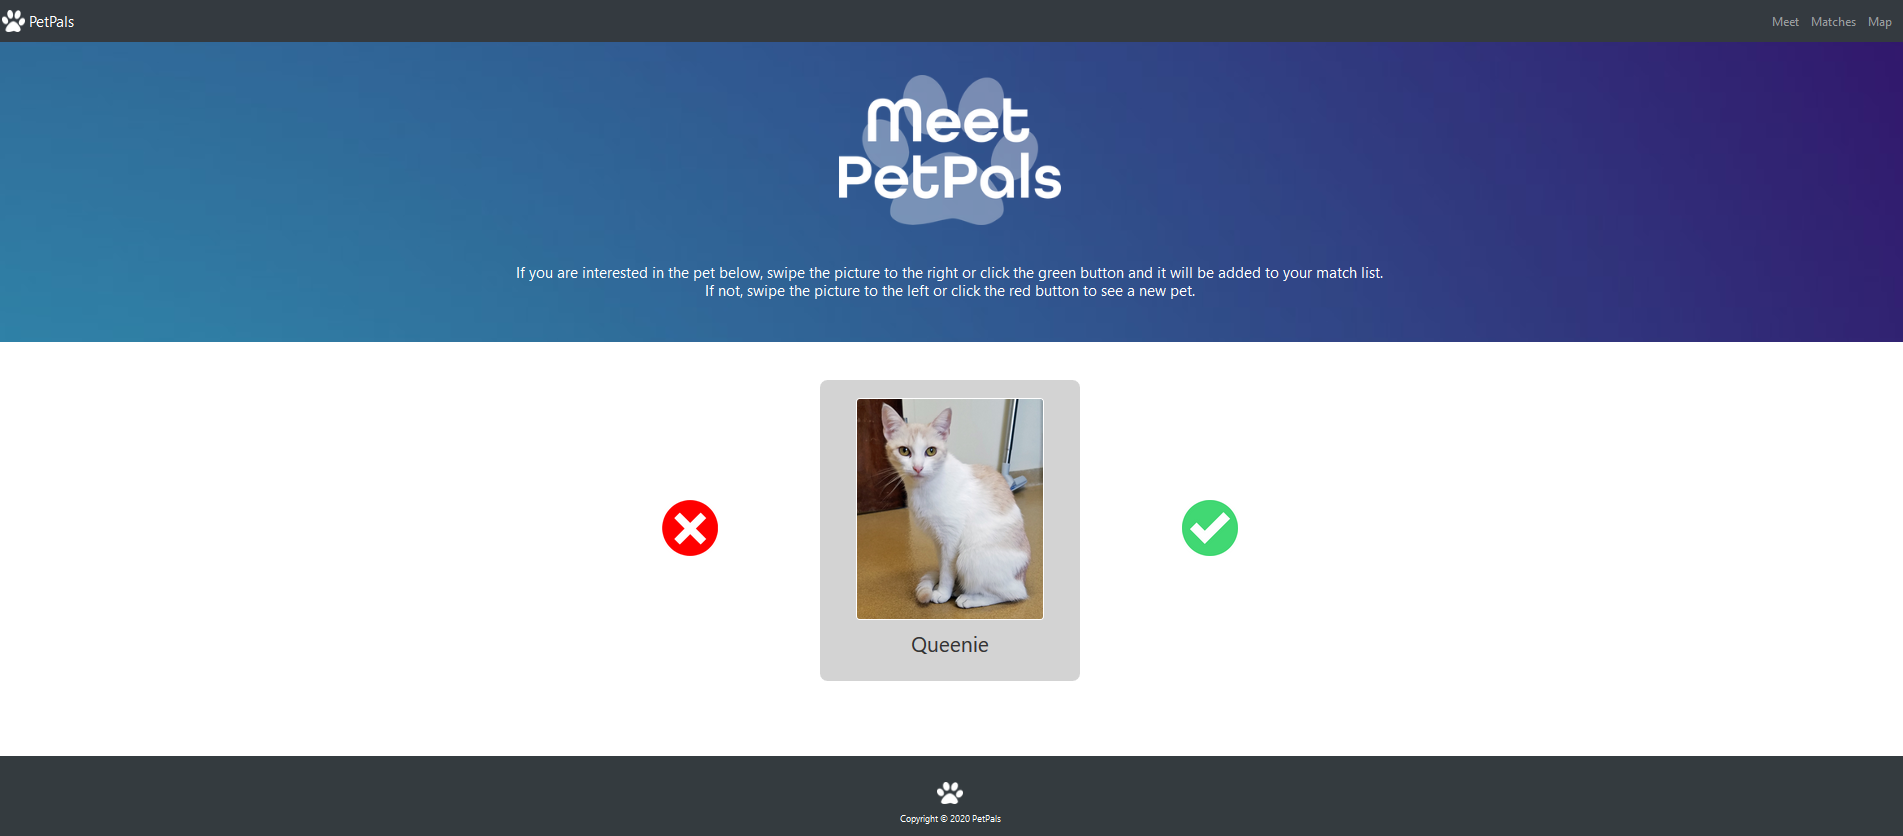 PetPals
Meet Matches Map
Meet
PetPals
If you are interested in the pet below, swipe the picture to the right or click the green button and it will be added to your match list.
If not, swipe the picture to the left or click the red button to see a new pet.
Queenie
Copyright © 2020 PetPals